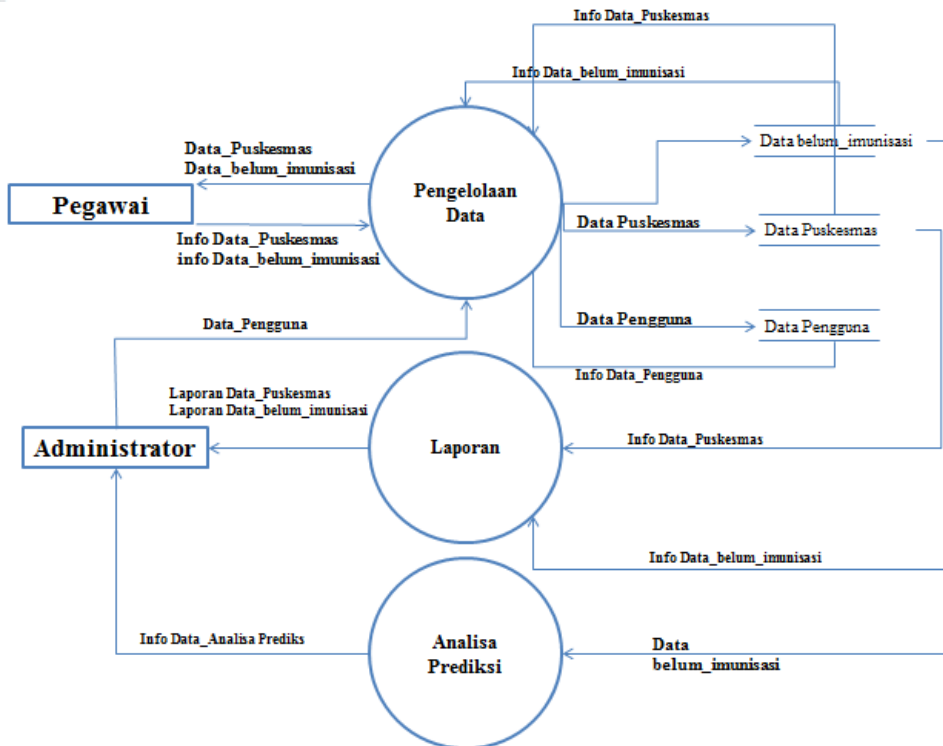 Info Data_Puskesmas
Info Data_belum_imunisasi
Data_Puskesmas
Data_belum_imunisasi
Data belum_imunisasi
Pengelolaan
Data
Pegawai
Data Puskesmas
Data Puskesmas
Info Data_Puskesmas
info Data_belum_imunisasi
Data_Pengguna
Data Pengguna
Data Pengguna
Info Data_Pengguna
Laporan Data_Puskesmas
Laporan Data_belum_imunisasi
Administrator
Laporan
Info Data_Puskesmas
Info Data_belum_imunisasi
Info Data_Analisa Prediks
Analisa
Prediksi
Data
belum_imunisasi